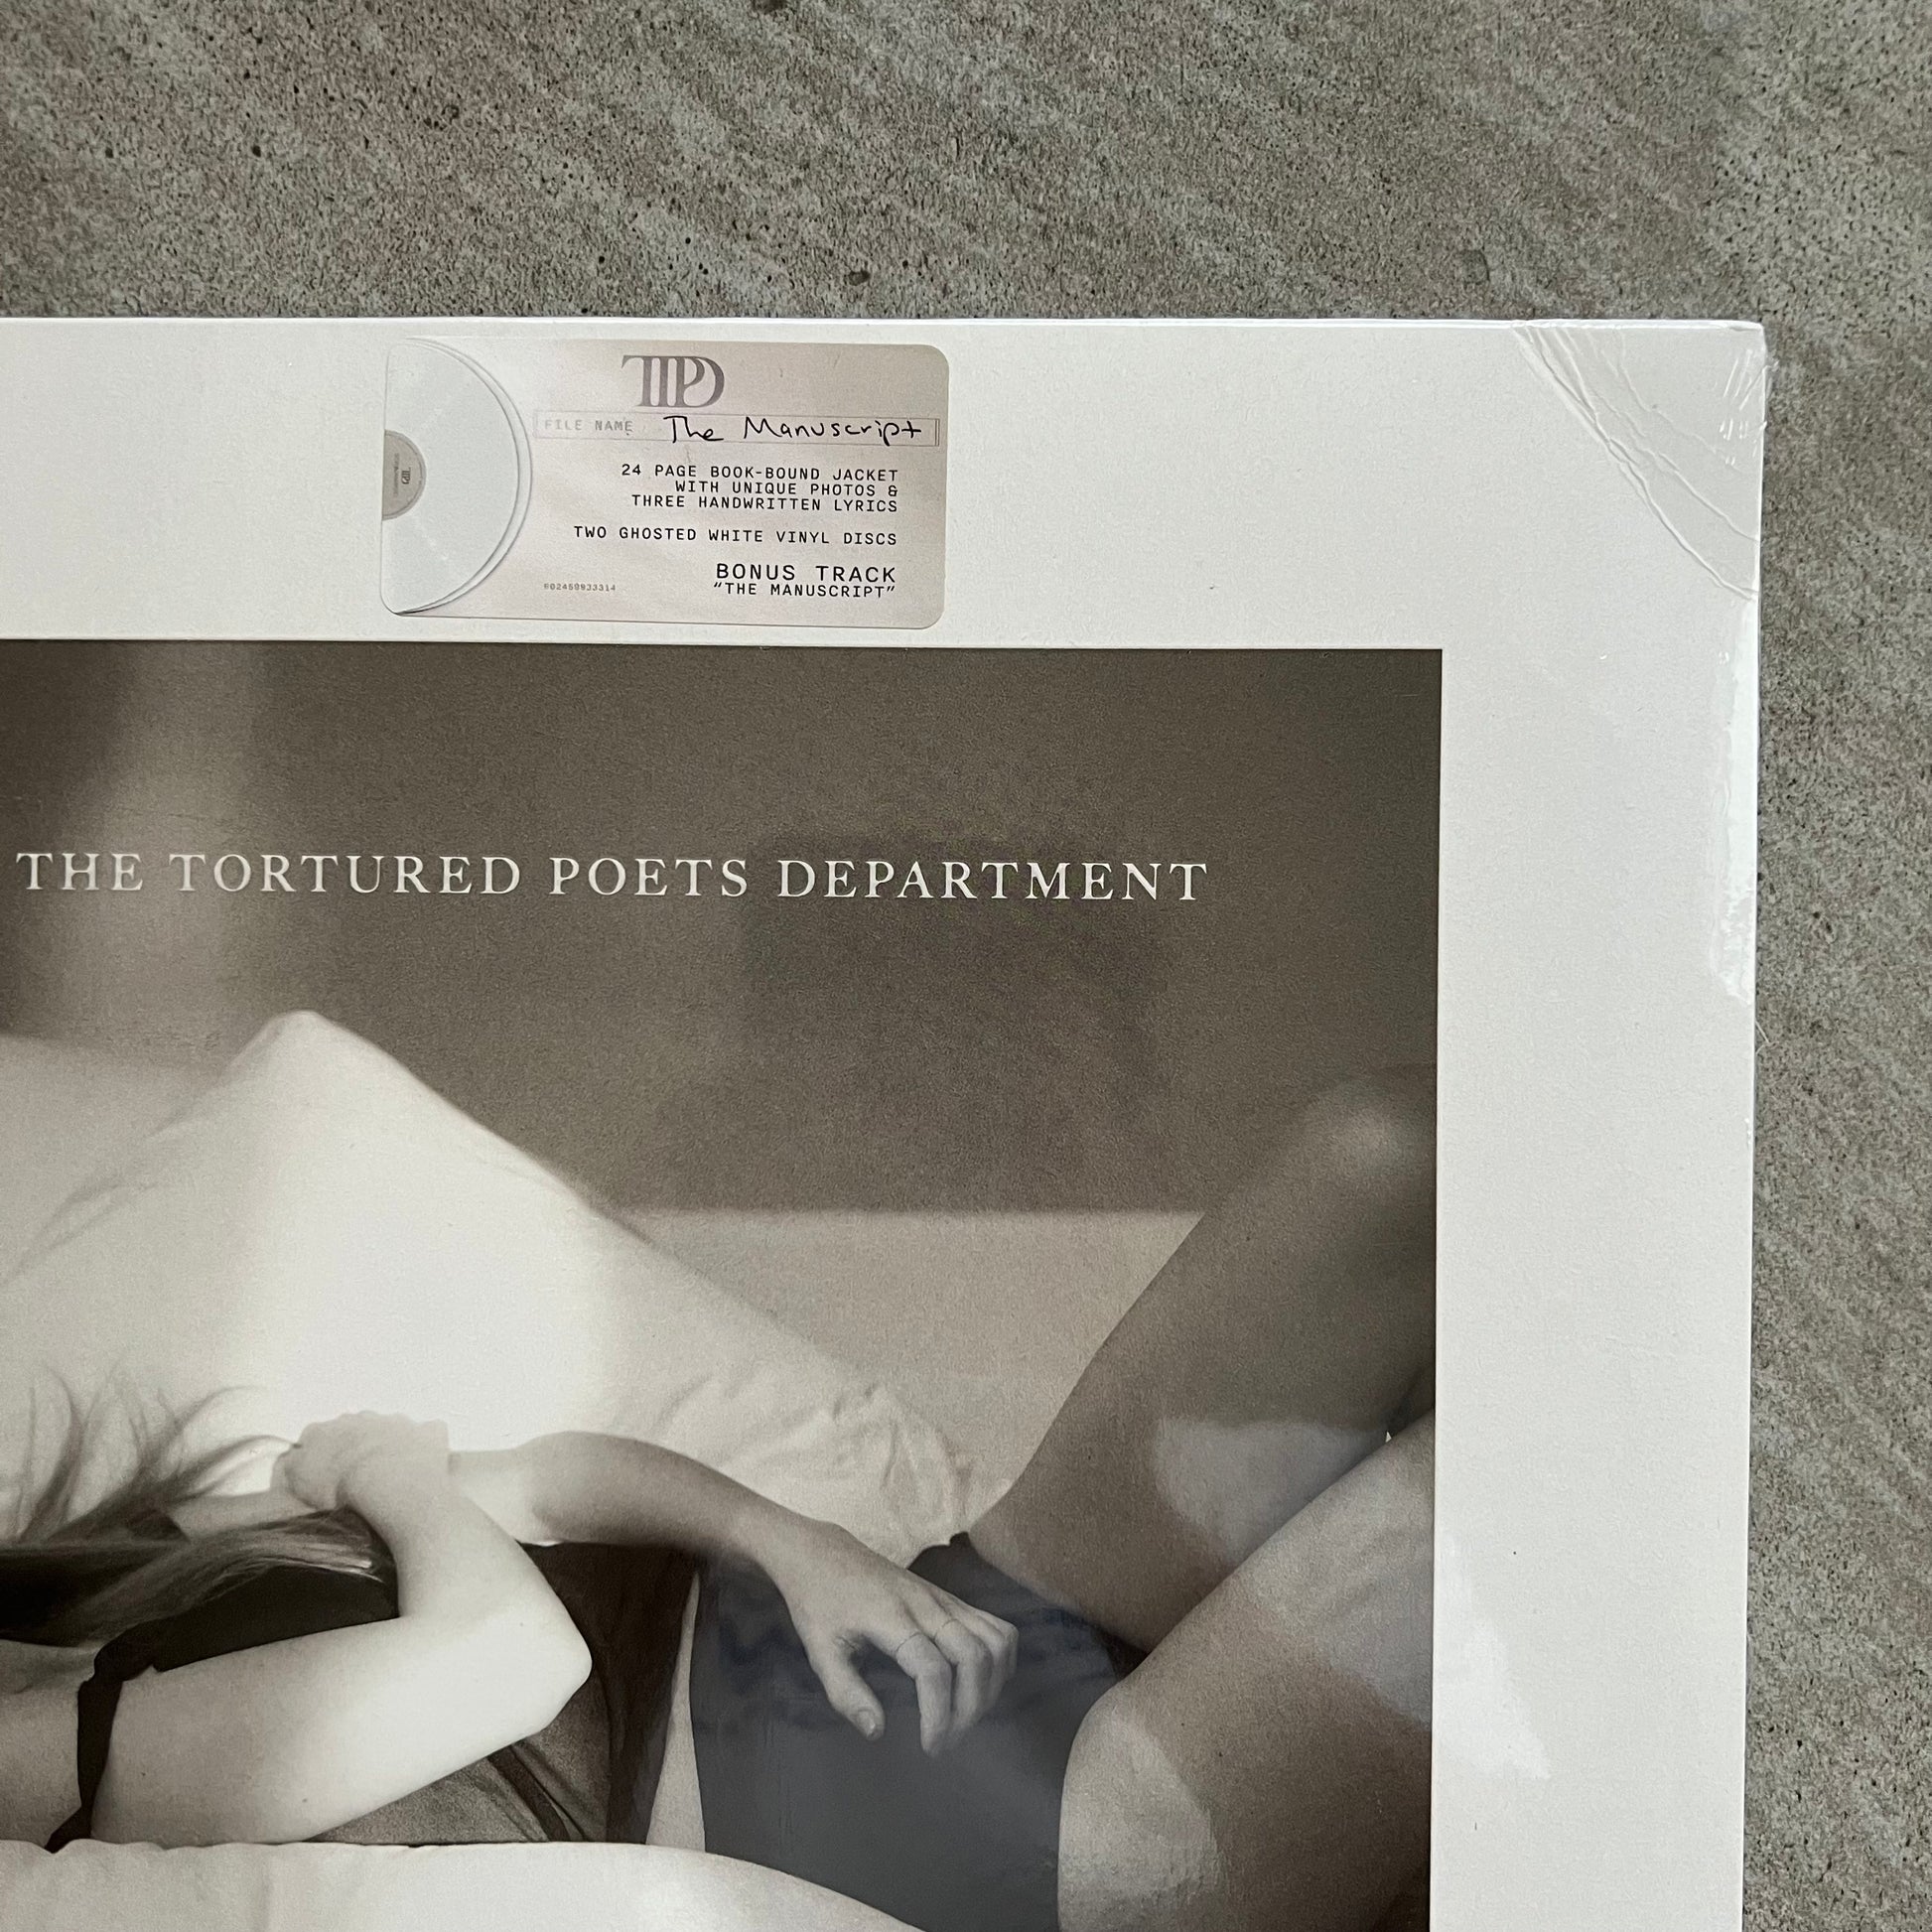 TTPD
FILE NAME The Manuscript
24 PAGE BOOK-BOUND JACKET
WITH UNIQUE PHOTOS &
THREE HANDWRITTEN LYRICS
TWO GHOSTED WHITE VINYL DISCS
BONUS TRACK
“THE MANUSCRIPT”
THE TORTURED POETS DEPARTMENT